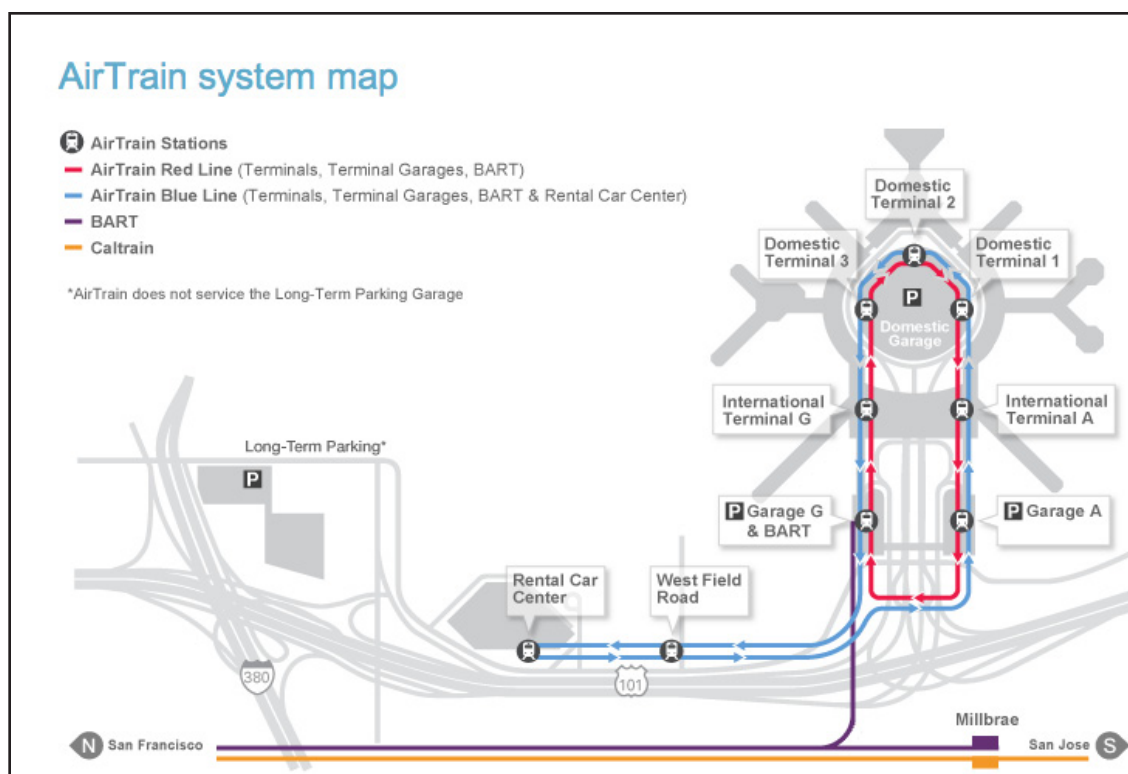 AirTrain system map
AirTrain Stations
AirTrain Red Line (Terminals, Terminal Garages, BART)
AirTrain Blue Line (Terminals, Terminal Garages, BART & Rental Car Center)
BART
Caltrain
*AirTrain does not service the Long-Term Parking Garage
Domestic
Terminal 2
Domestic
Terminal 3
Domestic
Terminal 1
P
Domestic
Garage
International
Terminal G
International
Terminal A
Long-Term Parking*
P
P Garage G
& BART
P Garage A
Rental Car
Center
West Field
Road
380
101
Millbrae
N San Francisco
San Jose S